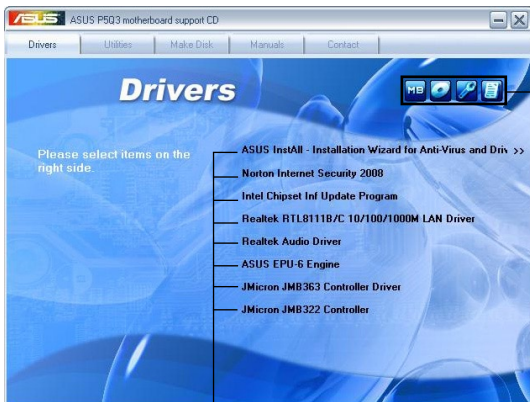 ASUS ASUS P5Q3 motherboard support CD
Drivers Utilities Make Disk Manuals Contact
Drivers
MB
Please select items on the
right side.
ASUS InstAll - Installation Wizard for Anti-Virus and Driv >>
Norton Internet Security 2008
Intel Chipset Inf Update Program
Realtek RTL8111B/C 10/100/1000M LAN Driver
Realtek Audio Driver
ASUS EPU-6 Engine
JMicron JMB363 Controller Driver
JMicron JMB322 Controller